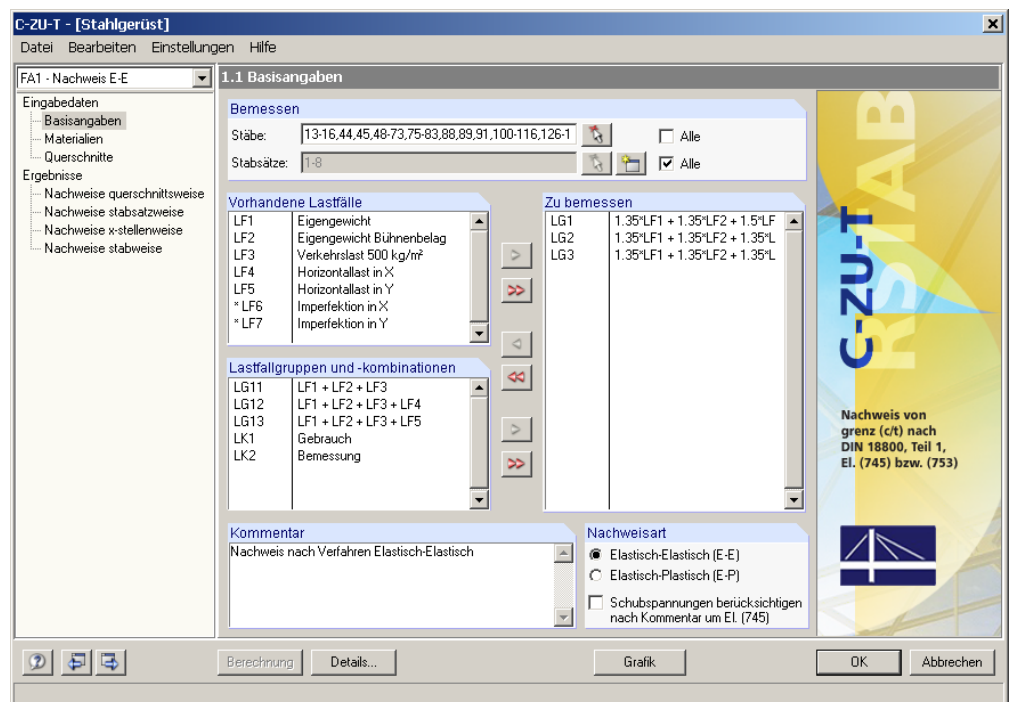 C-ZU-T - [Stahlgerüst]
Datei Bearbeiten Einstellungen Hilfe
FA1 - Nachweis E-E
1.1 Basisangaben
Eingabedaten
Basisangaben
Materialien
Querschnitte
Ergebnisse
Nachweise querschnittsweise
Nachweise stabsatzweise
Nachweise x-stellenweise
Nachweise stabweise
Bemessen
Stäbe: 13-16,44,45,48-73,75-83,88,89,91,100-116,126-1 Alle
Stabsätze: 1-8 Alle
Vorhandene Lastfälle
LF1 Eigengewicht
LF2 Eigengewicht Bühnenbelag
LF3 Verkehrslast 500 kg/m²
LF4 Horizontallast in X
LF5 Horizontallast in Y
* LF6 Imperfektion in X
* LF7 Imperfektion in Y
Lastfallgruppen und -kombinationen
LG11 LF1 + LF2 + LF3
LG12 LF1 + LF2 + LF3 + LF4
LG13 LF1 + LF2 + LF3 + LF5
LK1 Gebrauch
LK2 Bemessung
Zu bemessen
LG1 1.35*LF1 + 1.35*LF2 + 1.5*LF
LG2 1.35*LF1 + 1.35*LF2 + 1.35*L
LG3 1.35*LF1 + 1.35*LF2 + 1.35*L
Kommentar
Nachweis nach Verfahren Elastisch-Elastisch
Nachweisart
Elastisch-Elastisch (E-E)
Elastisch-Plastisch (E-P)
Schubspannungen berücksichtigen
nach Kommentar um El. (745)
RSTAB
C-ZU-T
Nachweis von
grenz (c/t) nach
DIN 18800, Teil 1,
El. (745) bzw. (753)
Berechnung Details... Grafik OK Abbrechen